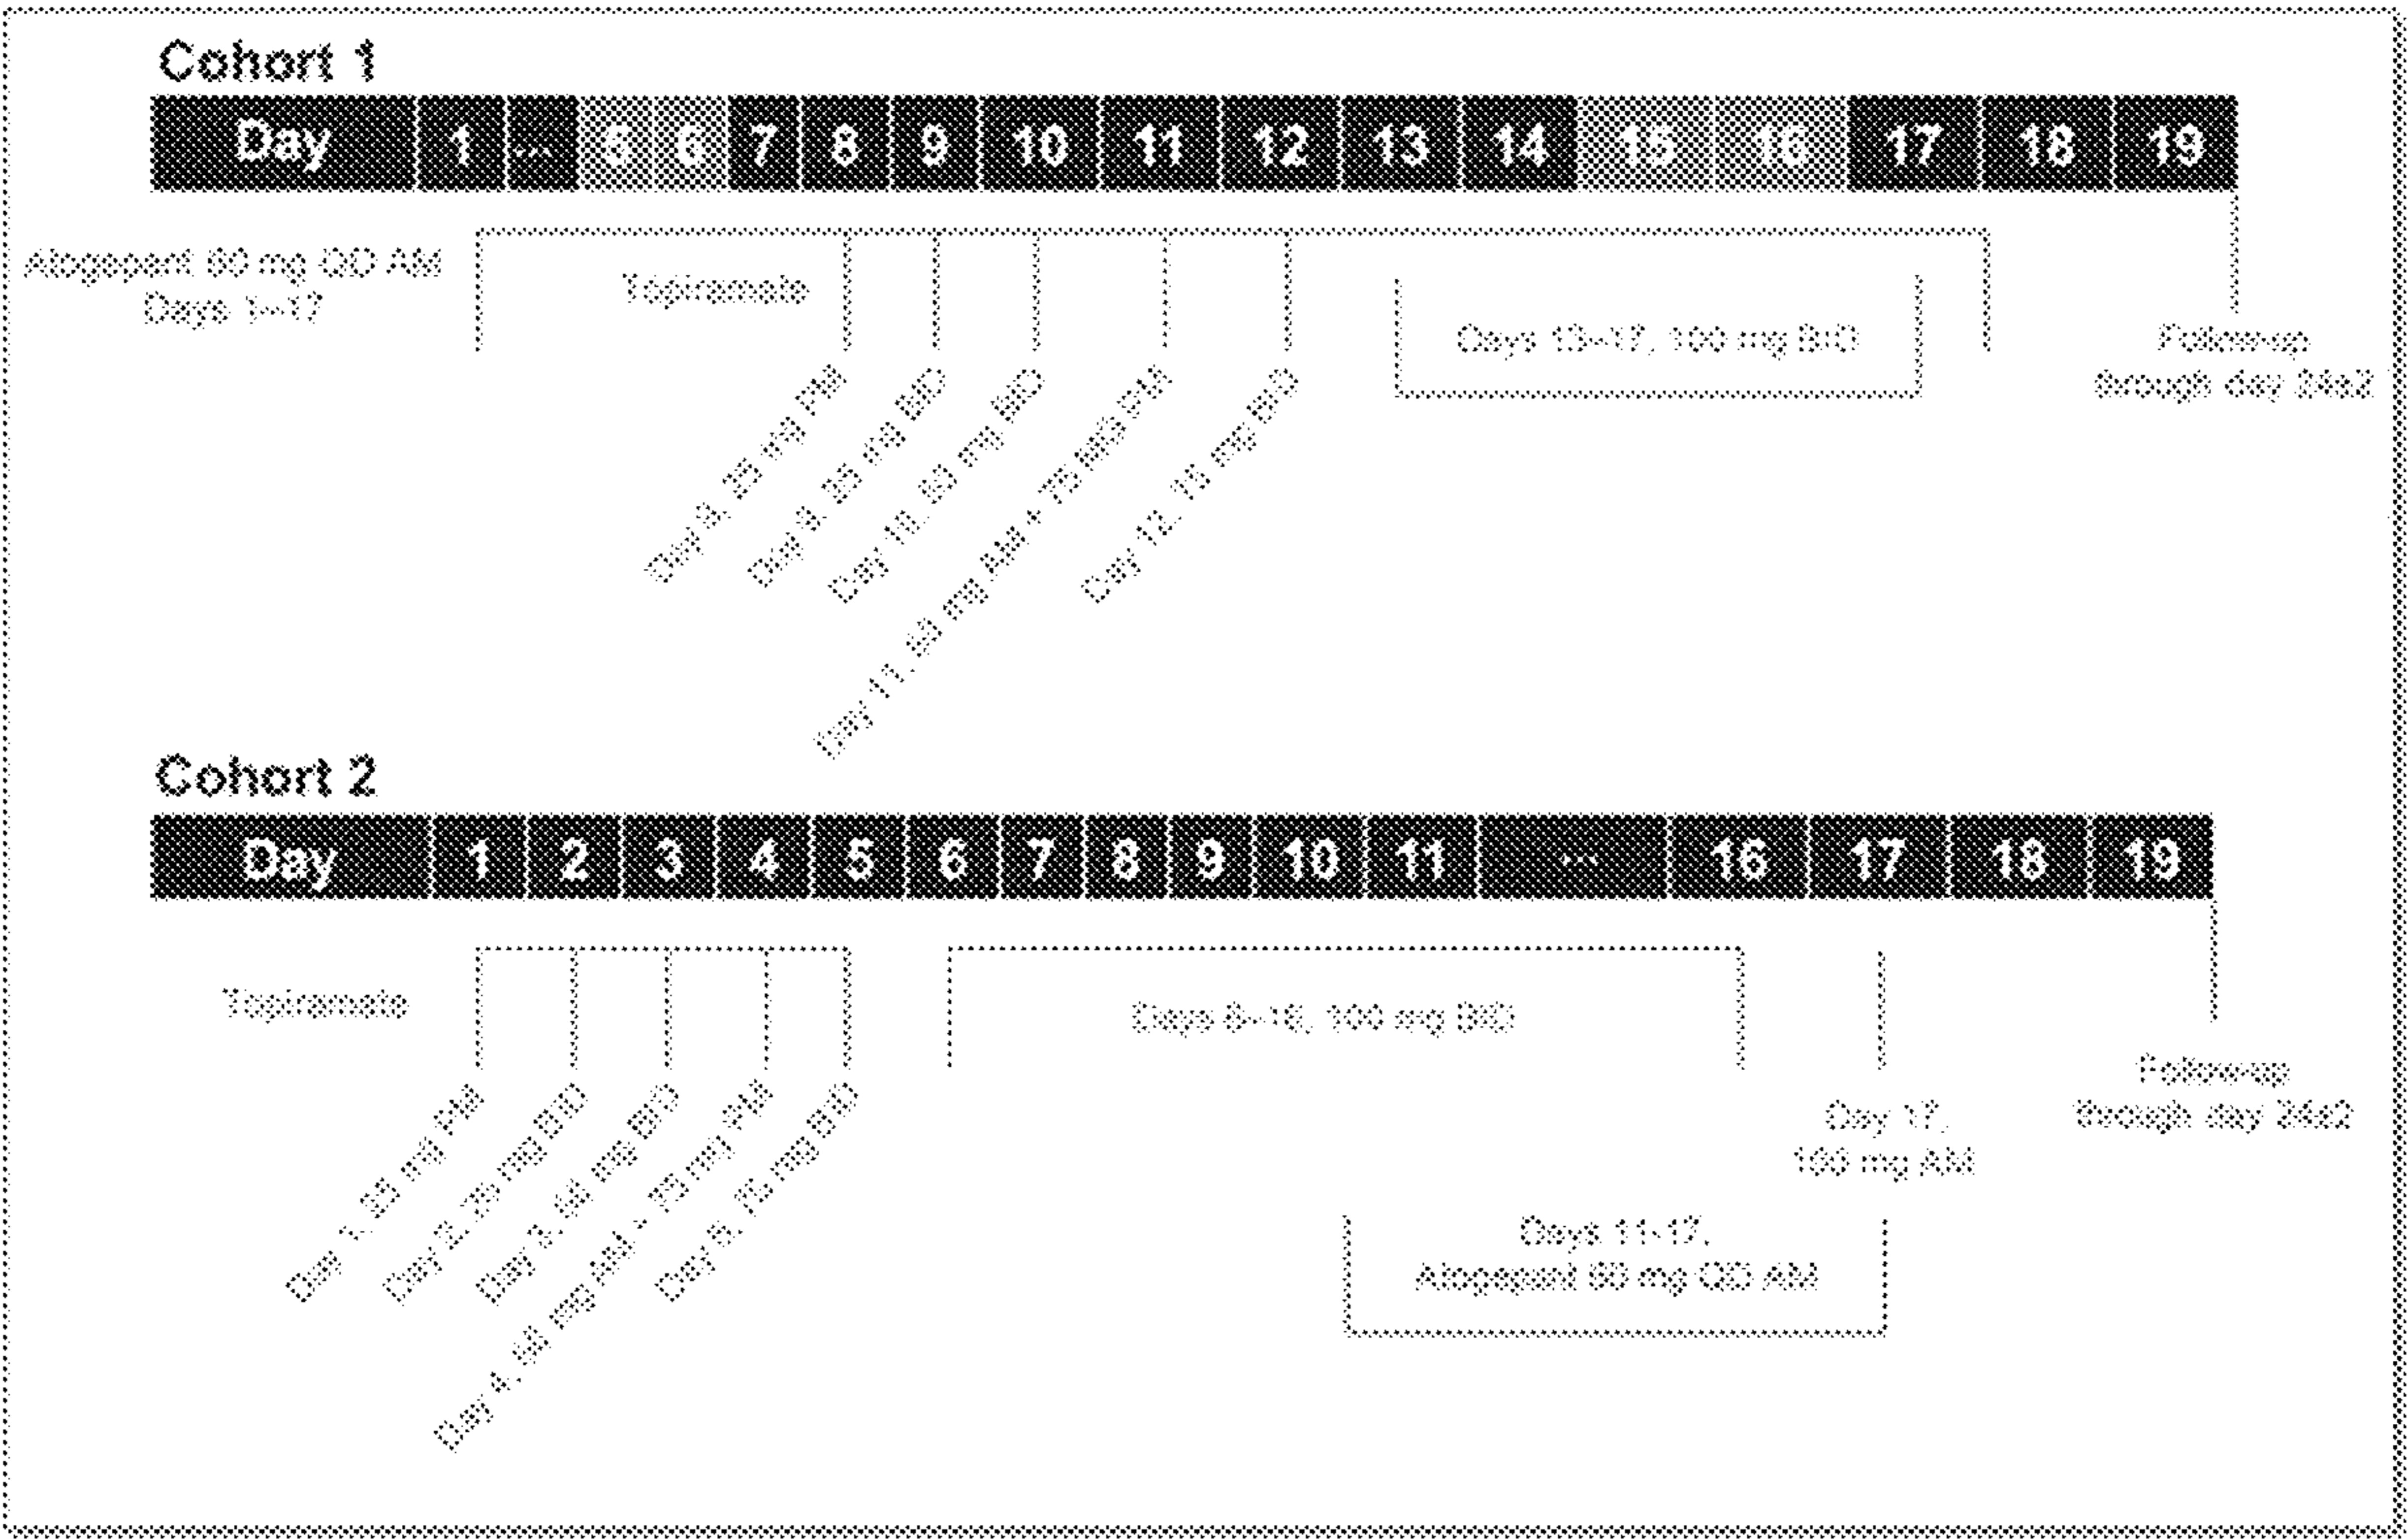 Cohort 1
Day 1 ... 5 6 7 8 9 10 11 12 13 14 15 16 17 18 19
Atogepant 60 mg QD AM
Days 1–17
Topiramate
Days 13–17, 100 mg BID
Follow-up
through day 24±2
Day 8, 25 mg PM
Day 9, mg BID
Day 10, 50 mg BID
Day 11, 50 mg AM + 75 MG PM
Day 12, 75 mg BID
Cohort 2
Day 1 2 3 4 5 6 7 8 9 10 11 ... 16 17 18 19
Topiramate
Days 6–16, 100 mg BID
Follow-up
through day 24±2
Day 1, mg PM
Day 2, mg BID
Day 3, 50 mg BID
Day 4, 50 mg AM, mg PM
Day 5, 75 mg BID
Day 17,
100 mg AM
Days 11-17,
Atogepant 60 mg QD AM